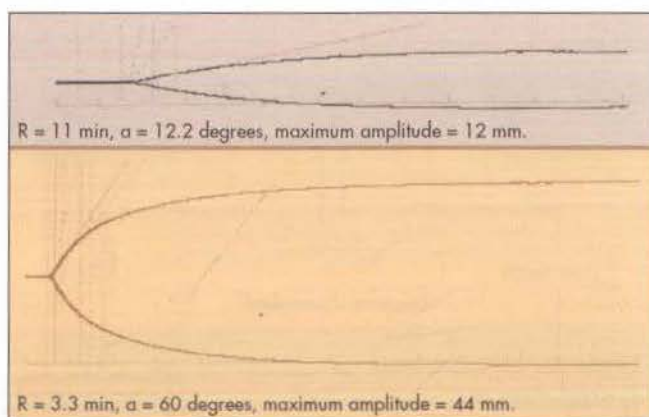 R = 11 min, a = 12.2 degrees, maximum amplitude = 12 mm.
R = 3.3 min, a = 60 degrees, maximum amplitude = 44 mm.